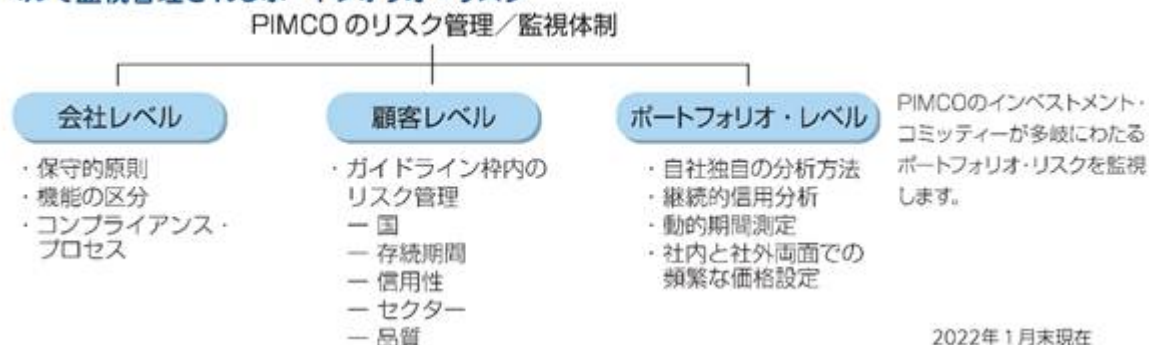 PIMCO のリスク管理／監視体制
会社レベル
・保守的原則
・機能の区分
・コンプライアンス・
プロセス
顧客レベル
・ガイドライン枠内の
リスク管理
― 国
― 存続期間
― 信用性
― セクター
― 品質
ポートフォリオ・レベル
・自社独自の分析方法
・継続的信用分析
・動的期間測定
・社内と社外両面での
頻繁な価格設定
PIMCOのインベストメント・
コミッティーが多岐にわたる
ポートフォリオ・リスクを監視
します。
2022年1月末現在